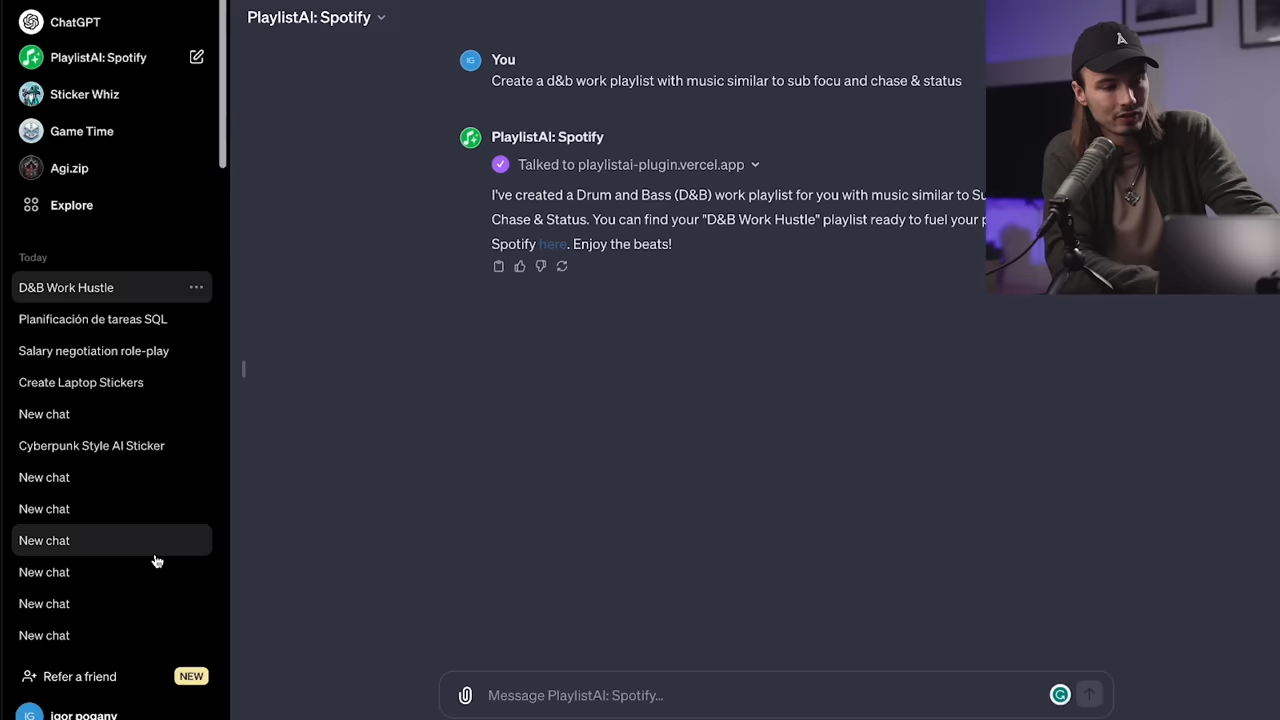 ChatGPT
PlaylistAI: Spotify
Sticker Whiz
Game Time
Agi.zip
Explore
Today
D&B Work Hustle
Planificación de tareas SQL
Salary negotiation role-play
Create Laptop Stickers
New chat
Cyberpunk Style AI Sticker
New chat
New chat
New chat
New chat
New chat
New chat
Refer a friend NEW
IG igor pogany
PlaylistAI: Spotify
IG You
Create a d&b work playlist with music similar to sub focu and chase & status
PlaylistAI: Spotify
Talked to playlistai-plugin.vercel.app
I've created a Drum and Bass (D&B) work playlist for you with music similar to Su
Chase & Status. You can find your "D&B Work Hustle" playlist ready to fuel your p
Spotify here. Enjoy the beats!
Message PlaylistAI: Spotify...